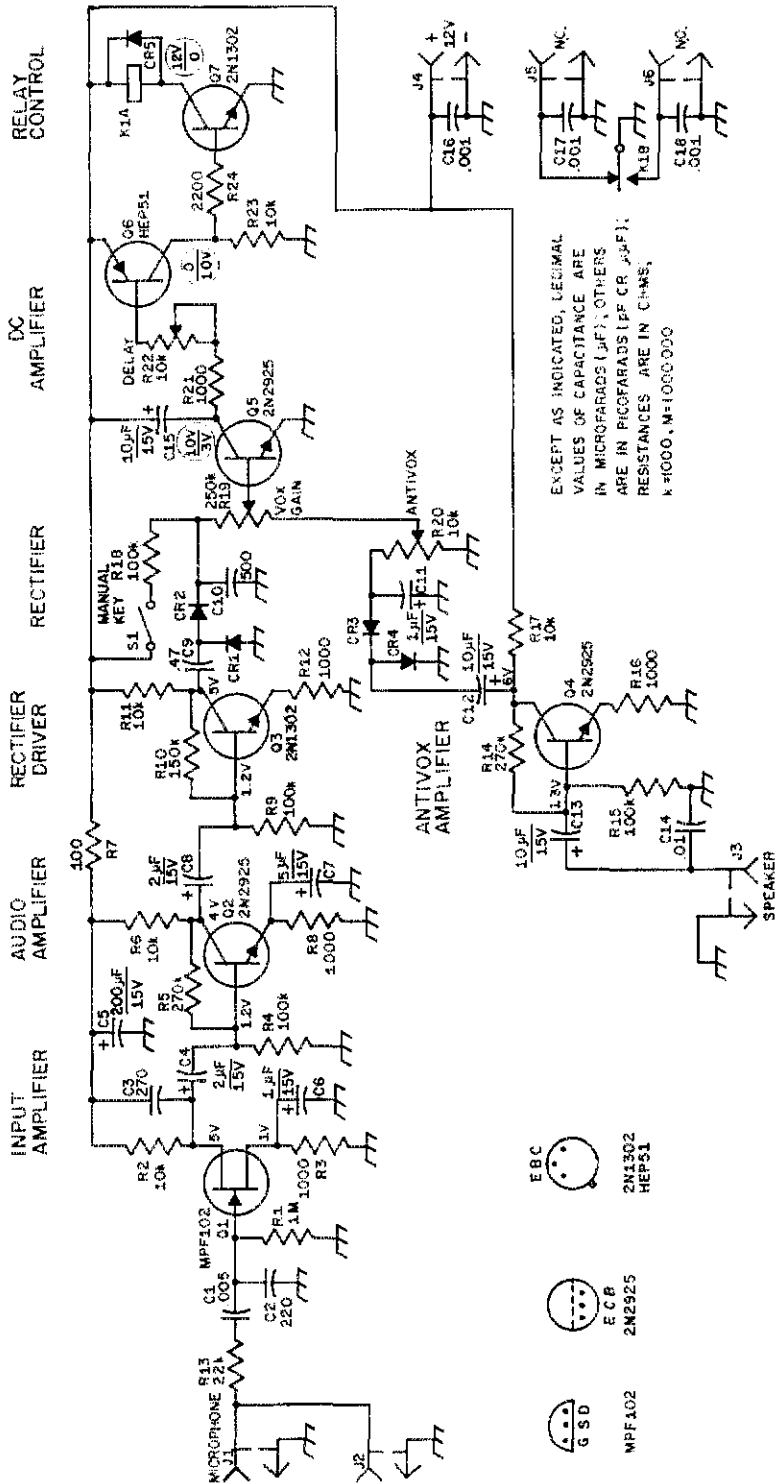 INPUT
AMPLIFIER
AUDIO
AMPLIFIER
RECTIFIER
DRIVER
RECTIFIER
DC
AMPLIFIER
RELAY
CONTROL
MICROPHONE
J1
J2
R13
22k
C1
.005
C2
220
R1
1M
MPF102
Q1
R2
10k
C3
270
5V
1V
1000
R3
C4
2µF
15V
1µF
15V
C6
C5
200µF
15V
R4
100k
R5
270k
1.2V
R6
10k
4V
Q2
2N2925
R8
1000
5µF
15V
C7
2µF
15V
C8
100
R7
R9
100k
R10
150k
1.2V
R11
10k
5V
Q3
2N1302
R12
1000
C9
.47
CR1
CR2
C10
500
MANUAL
KEY
S1
R18
100k
250k
R19
VOX
GAIN
ANTIVOX
R20
10k
10µF
15V
C15
10V
3V
Q5
2N2925
R21
1000
DELAY
R22
10k
Q6
HEP51
0
10V
R23
10k
2200
R24
K1A
CR5
12V
0
Q7
2N1302
CR3
CR4
1µF
15V
C11
C12
10µF
15V
6V
R17
10k
ANTIVOX
AMPLIFIER
R14
270k
Q4
2N2925
R16
1000
1.3V
10µF
15V
C13
R15
100k
C14
.01
J3
SPEAKER
J4
+
12V
-
C16
.001
J5
NC.
C17
.001
K1B
J6
NC.
C18
.001
EXCEPT AS INDICATED, DECIMAL
VALUES OF CAPACITANCE ARE
IN MICROFARADS (µF); OTHERS
ARE IN PICOFARADS (pF OR µµF);
RESISTANCES ARE IN OHMS;
k=1000, M=1000000
G S D
MPF102
E C B
2N2925
E B C
2N1302
HEP51